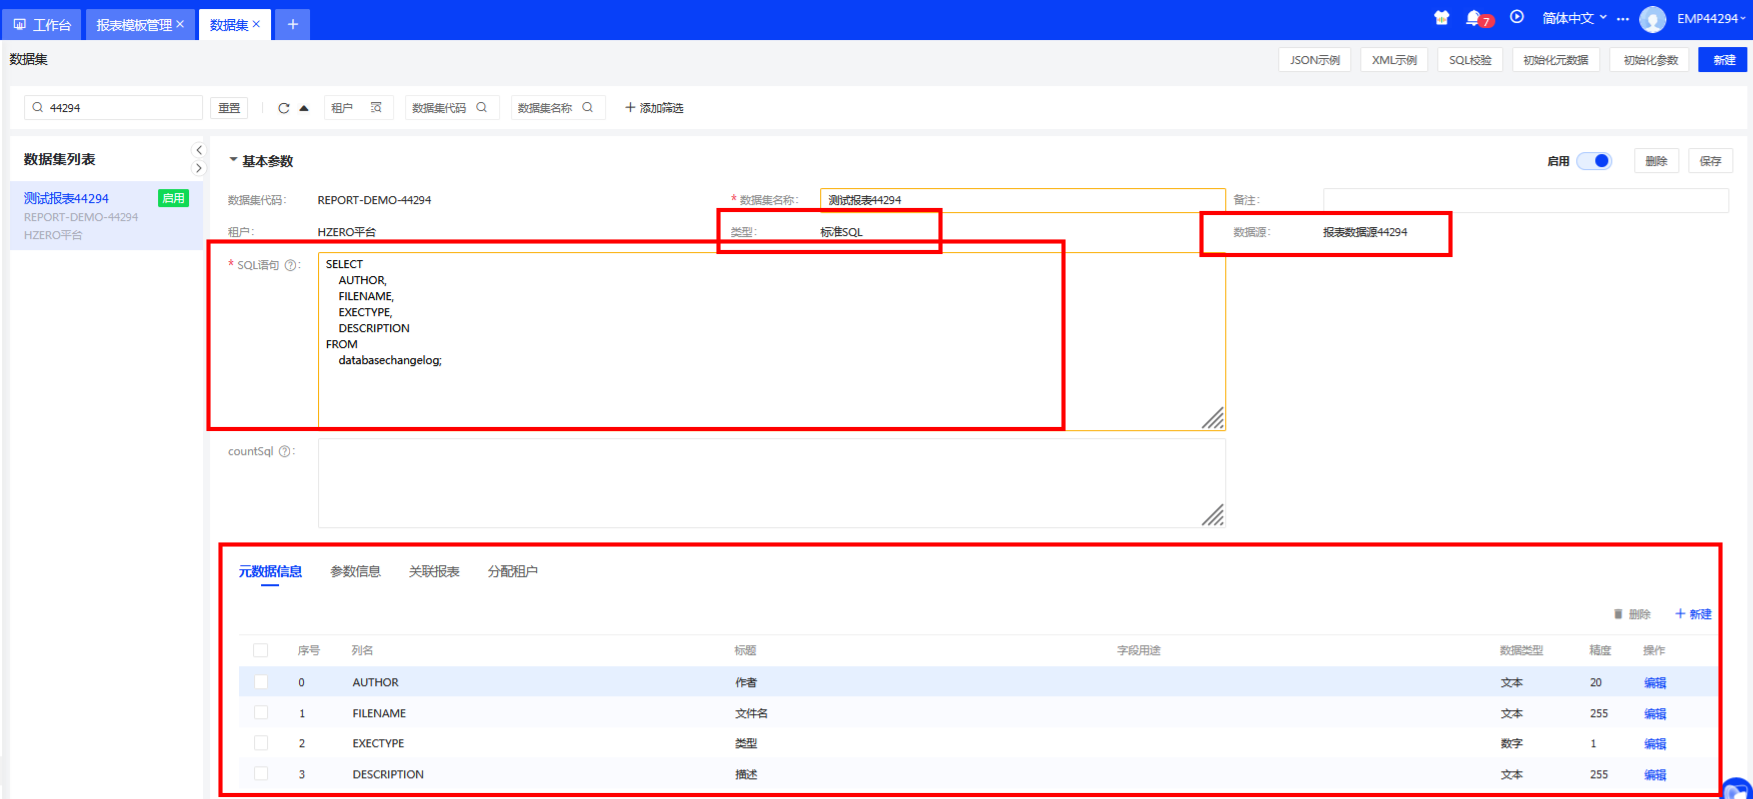 工作台 报表模板管理 × 数据集 × +
7 简体中文 ··· EMP44294
数据集 JSON示例 XML示例 SQL校验 初始化元数据 初始化参数 新建
44294 重置 租户 数据集代码 数据集名称 + 添加筛选
数据集列表
测试报表44294 启用
REPORT-DEMO-44294
HZERO平台
基本参数 启用 删除 保存
数据集代码: REPORT-DEMO-44294 * 数据集名称: 测试报表44294 备注:
租户: HZERO平台 类型: 标准SQL 数据源: 报表数据源44294
* SQL语句 ?:
SELECT
AUTHOR,
FILENAME,
EXECTYPE,
DESCRIPTION
FROM
databasechangelog;
countSql ?:
元数据信息 参数信息 关联报表 分配租户
删除 + 新建
序号 列名 标题 字段用途 数据类型 精度 操作
0 AUTHOR 作者 文本 20 编辑
1 FILENAME 文件名 文本 255 编辑
2 EXECTYPE 类型 数字 1 编辑
3 DESCRIPTION 描述 文本 255 编辑